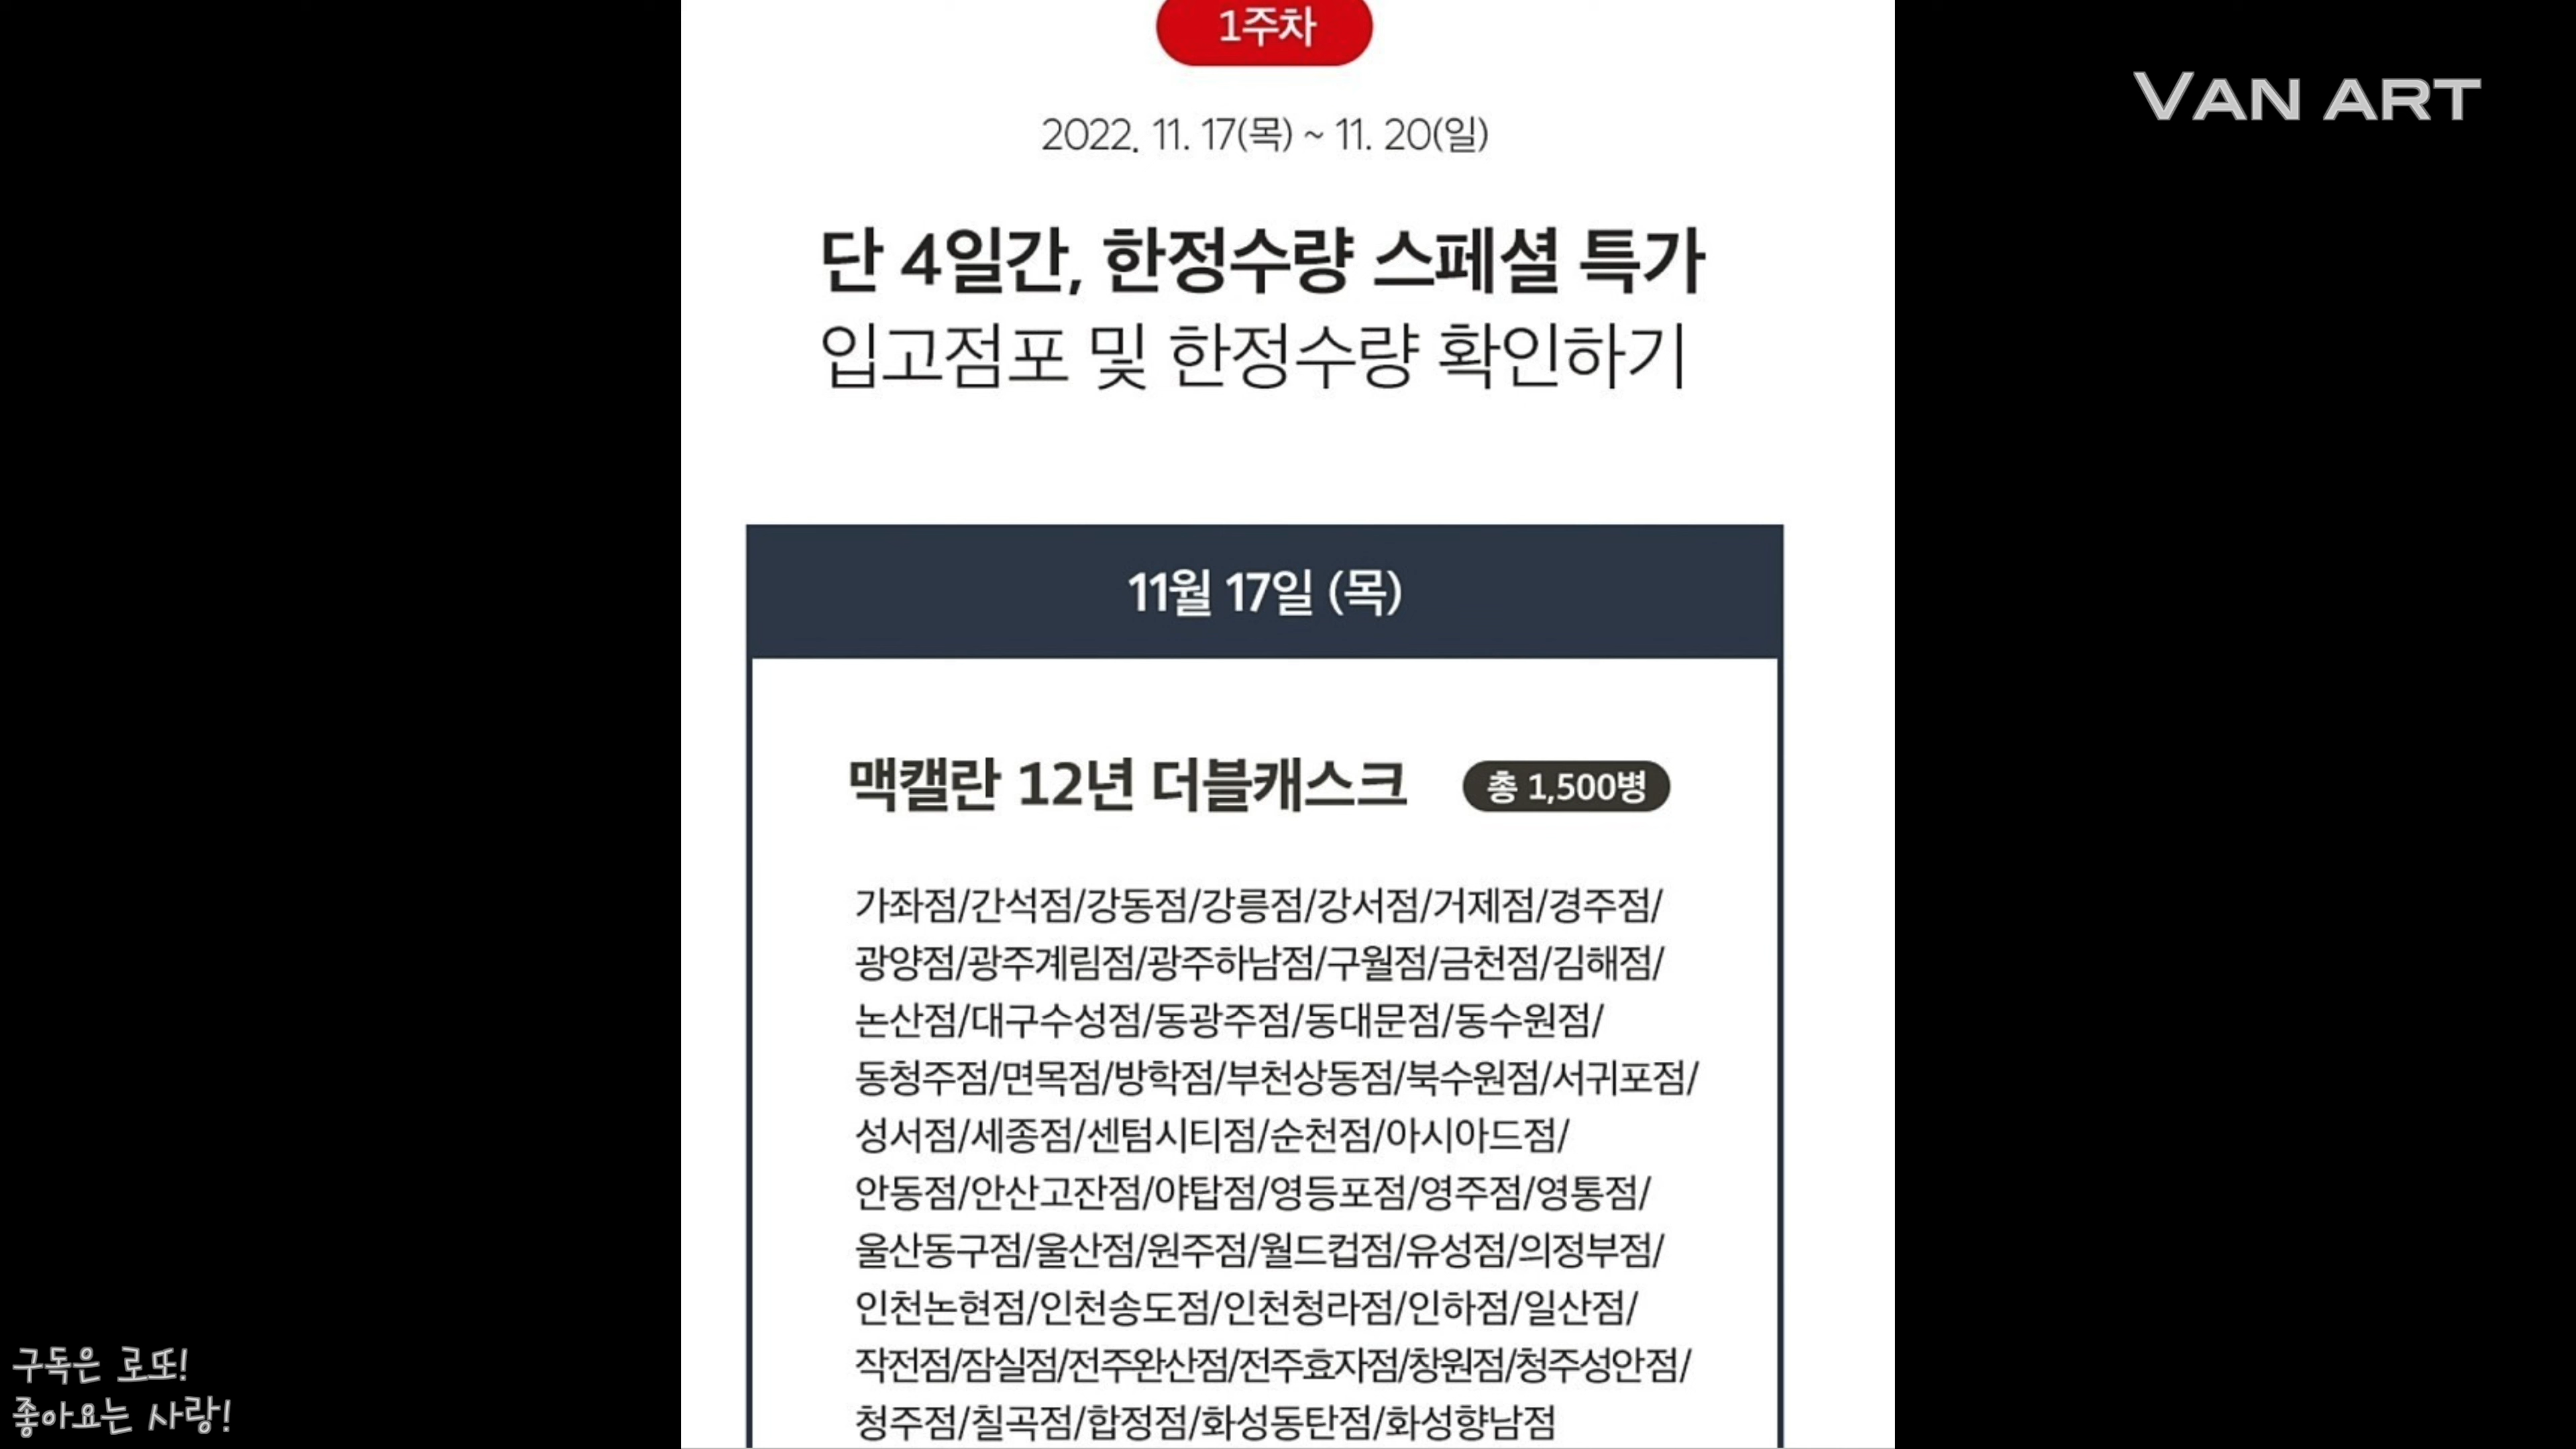 1주차
VAN ART
2022. 11. 17(목) ~ 11. 20(일)
단 4일간, 한정수량 스페셜 특가
입고점포 및 한정수량 확인하기
11월 17일 (목)
맥캘란 12년 더블캐스크 총 1,500병
가좌점/간석점/강동점/강릉점/강서점/거제점/경주점/
광양점/광주계림점/광주하남점/구월점/금천점/김해점/
논산점/대구수성점/동광주점/동대문점/동수원점/
동청주점/면목점/방학점/부천상동점/북수원점/서귀포점/
성서점/세종점/센텀시티점/순천점/아시아드점/
안동점/안산고잔점/야탑점/영등포점/영주점/영통점/
울산동구점/울산점/원주점/월드컵점/유성점/의정부점/
인천논현점/인천송도점/인천청라점/인하점/일산점/
작전점/잠실점/전주완산점/전주효자점/창원점/청주성안점/
청주점/칠곡점/합정점/화성동탄점/화성향남점
구독은 로또!
좋아요는 사랑!